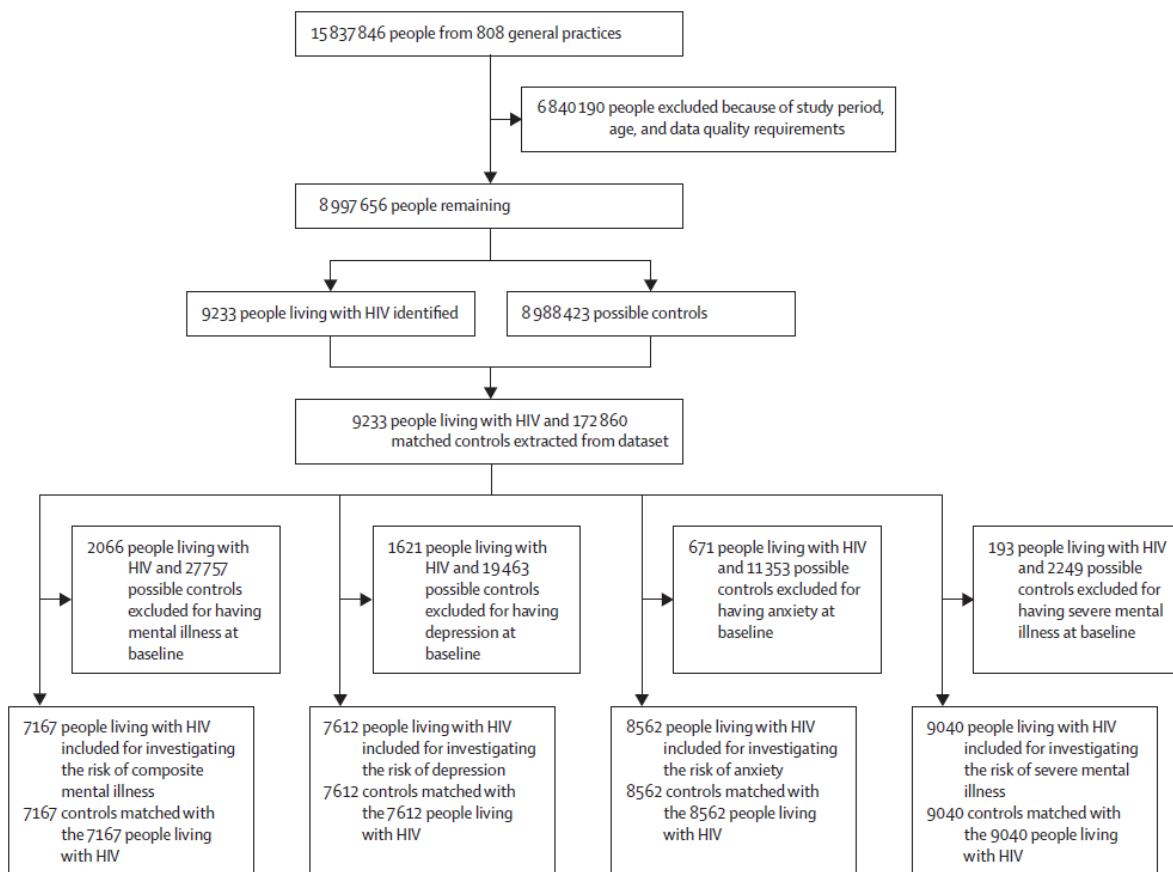 15 837 846 people from 808 general practices
6 840 190 people excluded because of study period,
age, and data quality requirements
8 997 656 people remaining
9233 people living with HIV identified
8 988 423 possible controls
9233 people living with HIV and 172 860
matched controls extracted from dataset
2066 people living with
HIV and 27 757
possible controls
excluded for having
mental illness at
baseline
1621 people living with
HIV and 19 463
possible controls
excluded for having
depression at
baseline
671 people living with HIV
and 11 353 possible
controls excluded for
having anxiety at
baseline
193 people living with HIV
and 2249 possible
controls excluded for
having severe mental
illness at baseline
7167 people living with HIV
included for investigating
the risk of composite
mental illness
7167 controls matched with
the 7167 people living
with HIV
7612 people living with HIV
included for investigating
the risk of depression
7612 controls matched with
the 7612 people living
with HIV
8562 people living with HIV
included for investigating
the risk of anxiety
8562 controls matched with
the 8562 people living
with HIV
9040 people living with HIV
included for investigating
the risk of severe mental
illness
9040 controls matched with
the 9040 people living
with HIV